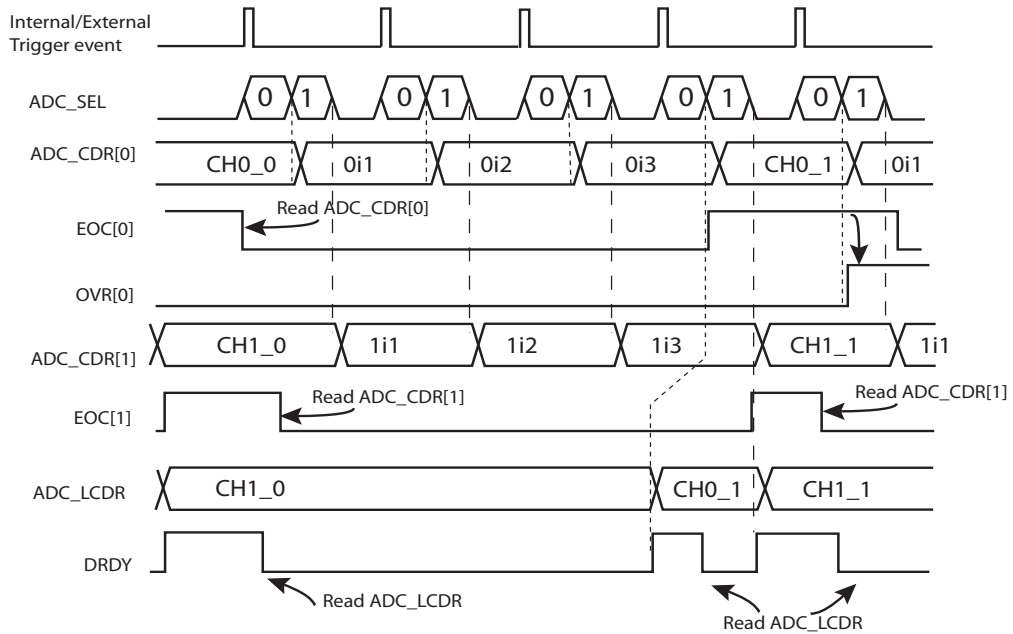 Internal/External
Trigger event
ADC_SEL
0 1 0 1 0 1 0 1 0 1
ADC_CDR[0]
CH0_0 0i1 0i2 0i3 CH0_1 0i1
EOC[0]
Read ADC_CDR[0]
OVR[0]
ADC_CDR[1]
CH1_0 1i1 1i2 1i3 CH1_1 1i1
EOC[1]
Read ADC_CDR[1]
Read ADC_CDR[1]
ADC_LCDR
CH1_0 CH0_1 CH1_1
DRDY
Read ADC_LCDR
Read ADC_LCDR